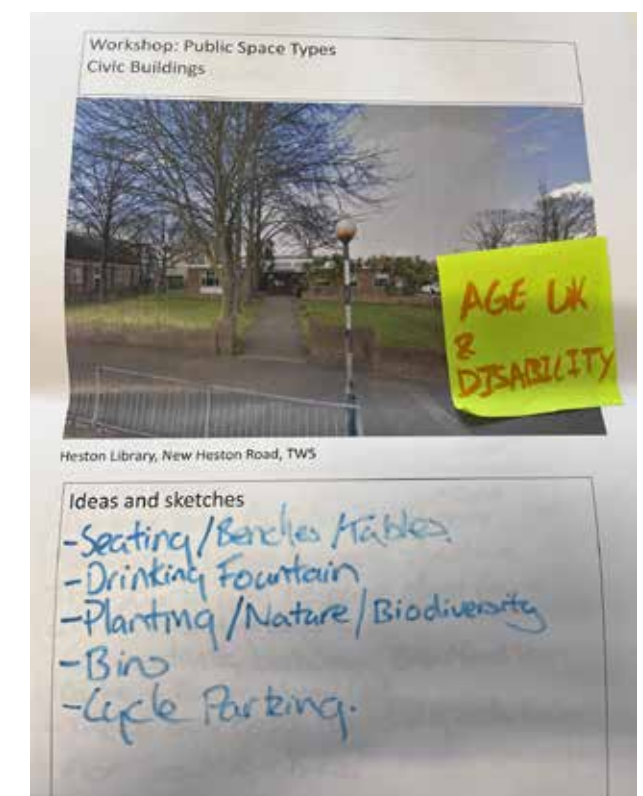 Workshop: Public Space Types
Civic Buildings
AGE UK
&
DISABILITY
Heston Library, New Heston Road, TW5
Ideas and sketches
-Seating/Benches/Tables.
-Drinking Fountain
-Planting/Nature/Biodiversity
-Bins
-Cycle Parking.